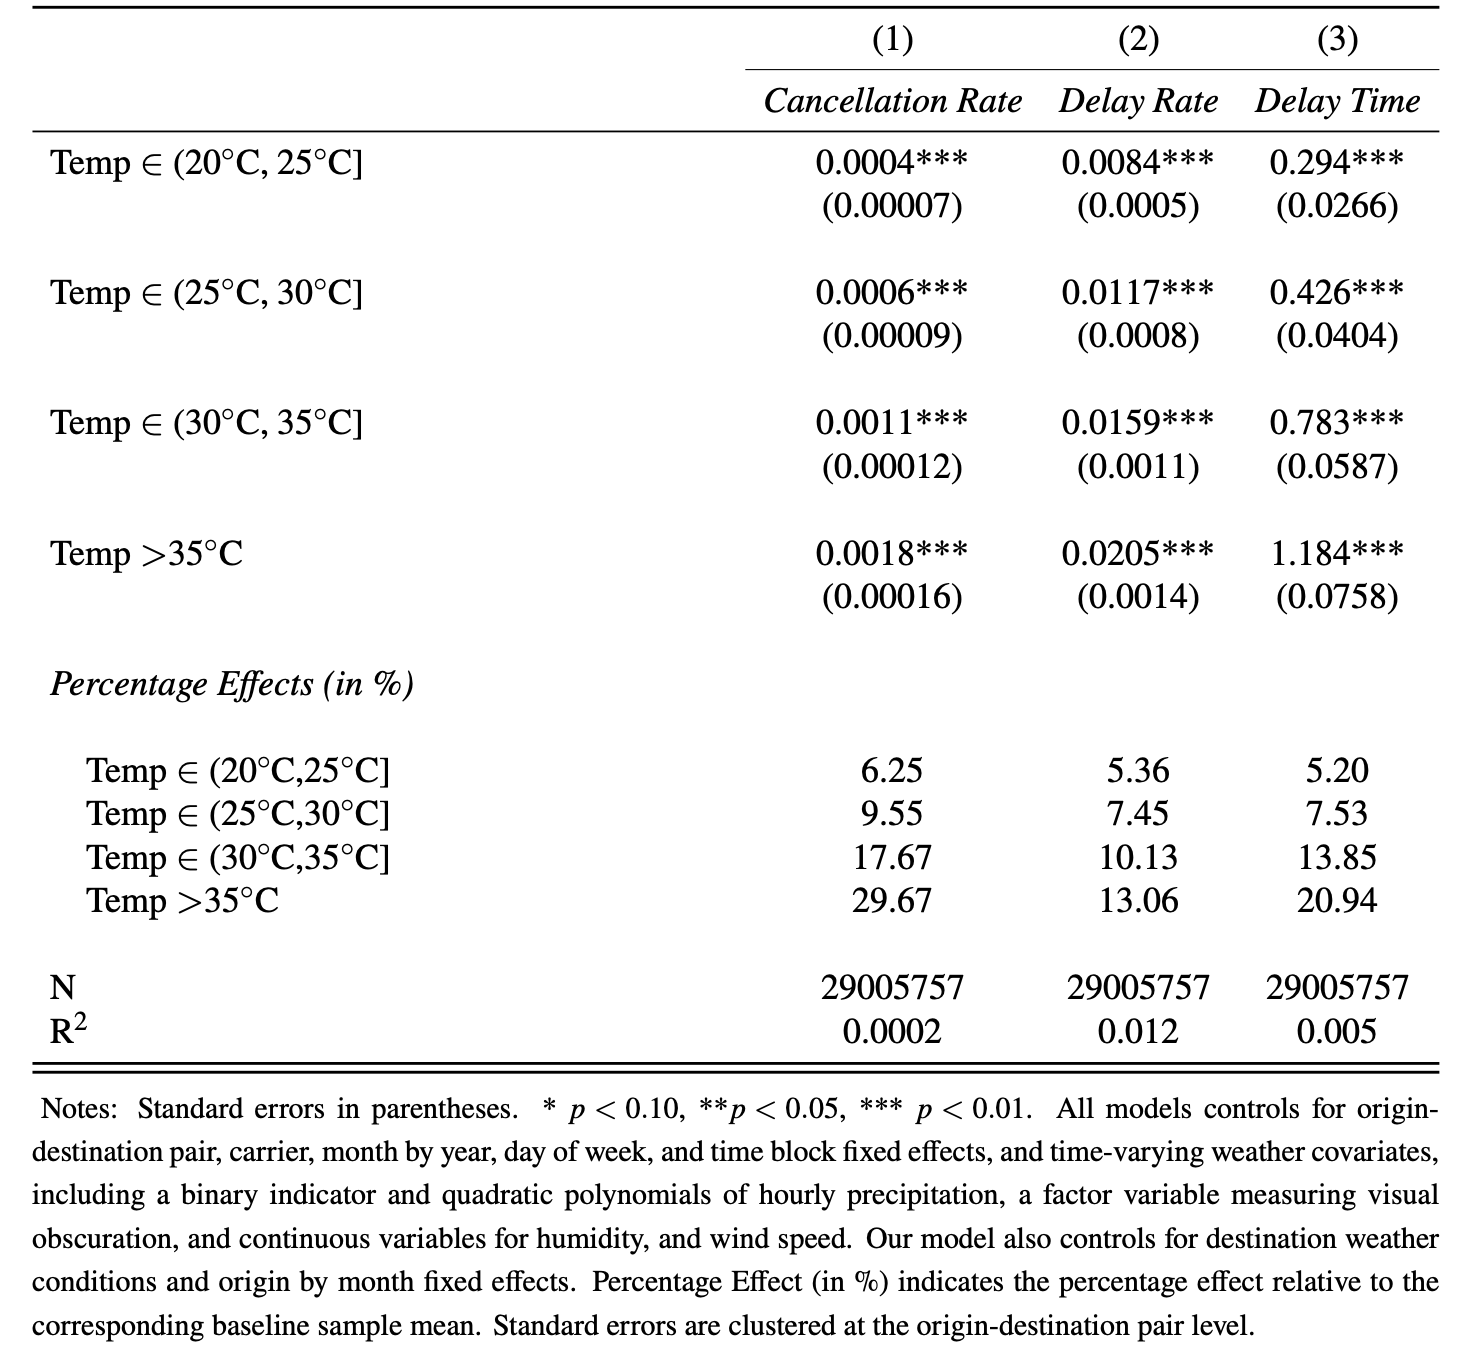 (1) (2) (3)
Cancellation Rate Delay Rate Delay Time
Temp ∈ (20°C, 25°C] 0.0004*** 0.0084*** 0.294***
(0.00007) (0.0005) (0.0266)
Temp ∈ (25°C, 30°C] 0.0006*** 0.0117*** 0.426***
(0.00009) (0.0008) (0.0404)
Temp ∈ (30°C, 35°C] 0.0011*** 0.0159*** 0.783***
(0.00012) (0.0011) (0.0587)
Temp >35°C 0.0018*** 0.0205*** 1.184***
(0.00016) (0.0014) (0.0758)
Percentage Effects (in %)
Temp ∈ (20°C,25°C] 6.25 5.36 5.20
Temp ∈ (25°C,30°C] 9.55 7.45 7.53
Temp ∈ (30°C,35°C] 17.67 10.13 13.85
Temp >35°C 29.67 13.06 20.94
N 29005757 29005757 29005757
R² 0.0002 0.012 0.005
Notes: Standard errors in parentheses. * p < 0.10, **p < 0.05, *** p < 0.01. All models controls for origin-
destination pair, carrier, month by year, day of week, and time block fixed effects, and time-varying weather covariates,
including a binary indicator and quadratic polynomials of hourly precipitation, a factor variable measuring visual
obscuration, and continuous variables for humidity, and wind speed. Our model also controls for destination weather
conditions and origin by month fixed effects. Percentage Effect (in %) indicates the percentage effect relative to the
corresponding baseline sample mean. Standard errors are clustered at the origin-destination pair level.